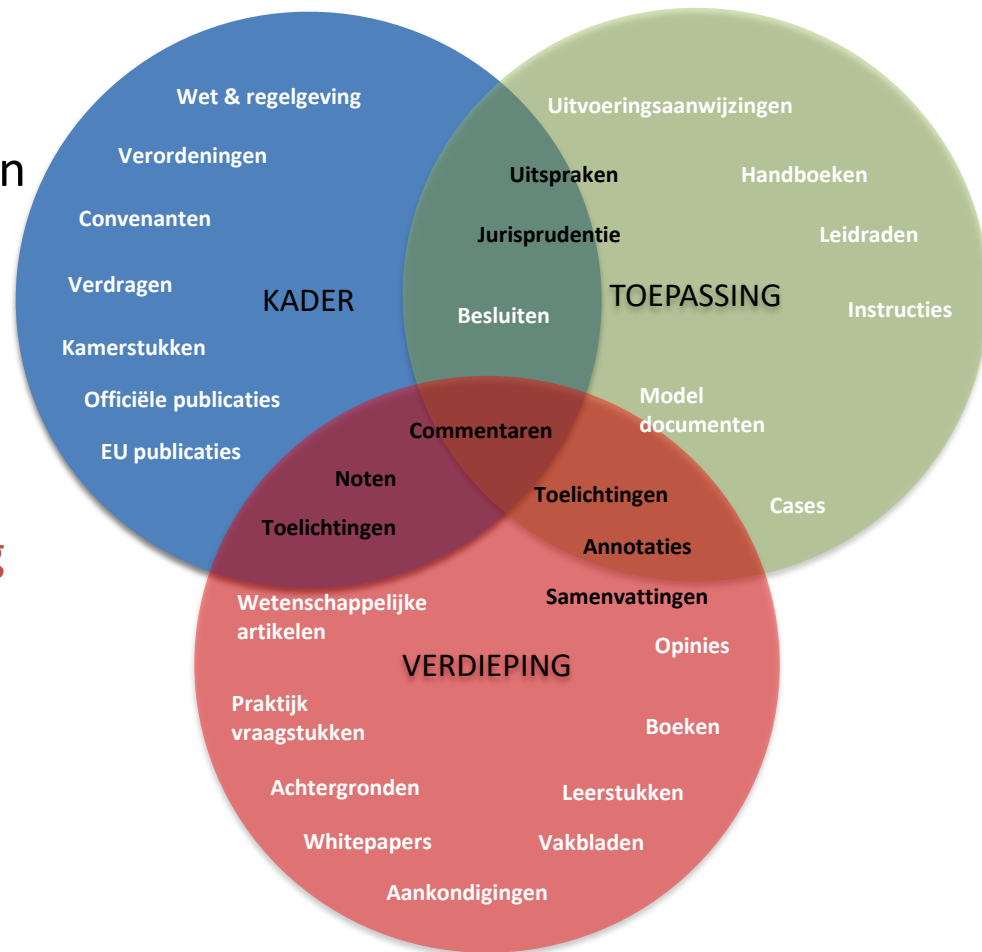 Wet & regelgeving
Uitvoeringsaanwijzingen
Verordeningen
n
Uitspraken
Handboeken
Convenanten
Jurisprudentie
Leidraden
Verdragen
KADER
TOEPASSING
Besluiten
Instructies
Kamerstukken
Officiële publicaties
Model
documenten
Commentaren
EU publicaties
Noten
Toelichtingen
Cases
Toelichtingen
Annotaties
g
Wetenschappelijke
artikelen
Samenvattingen
Opinies
VERDIEPING
Praktijk
vraagstukken
Boeken
Achtergronden
Leerstukken
Whitepapers
Vakbladen
Aankondigingen